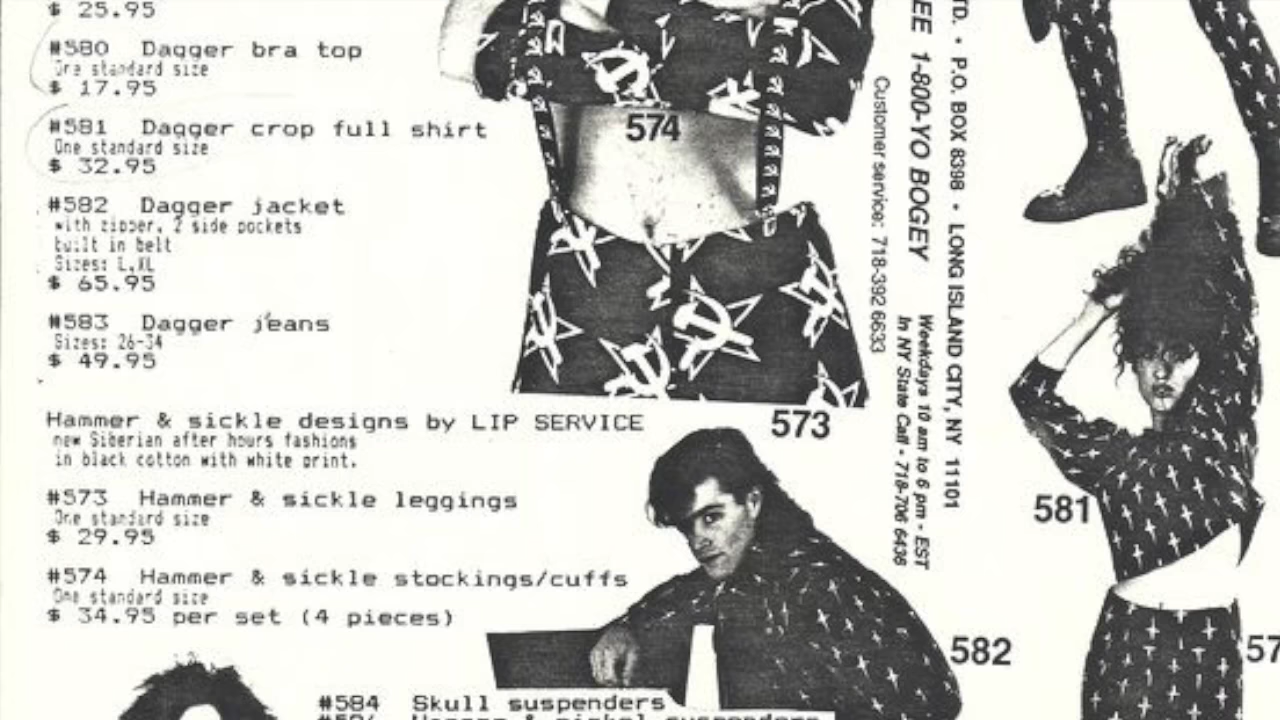 $ 25.95
#580 Dagger bra top
One standard size
$ 17.95
#581 Dagger crop full shirt
One standard size
$ 32.95
#582 Dagger jacket
with zipper, 2 side pockets
built in belt
Sizes: L,XL
$ 65.95
#583 Dagger jeans
Sizes: 26-34
$ 49.95
Hammer & sickle designs by LIP SERVICE
new Siberian after hours fashions
in black cotton with white print.
#573 Hammer & sickle leggings
One standard size
$ 29.95
#574 Hammer & sickle stockings/cuffs
One standard size
$ 34.95 per set (4 pieces)
#584 Skull suspenders
574
573
TD. • P.O. BOX 8398 • LONG ISLAND CITY, NY 11101
EE 1-800-YO BOGEY
Weekdays 10 am to 6 pm - EST
In NY State Call - 718-706 6436
Customer service: 718-392 6633
581
582
57